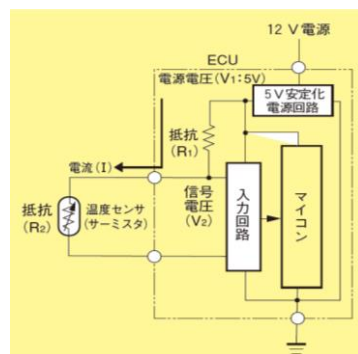 12 V電源
ECU
電源電圧(V1:5V)
5V安定化
電源回路
抵抗
(R1)
電流(I)
抵抗
(R2)
温度センサ
(サーミスタ)
信号
電圧
(V2)
入力回路
マイコン